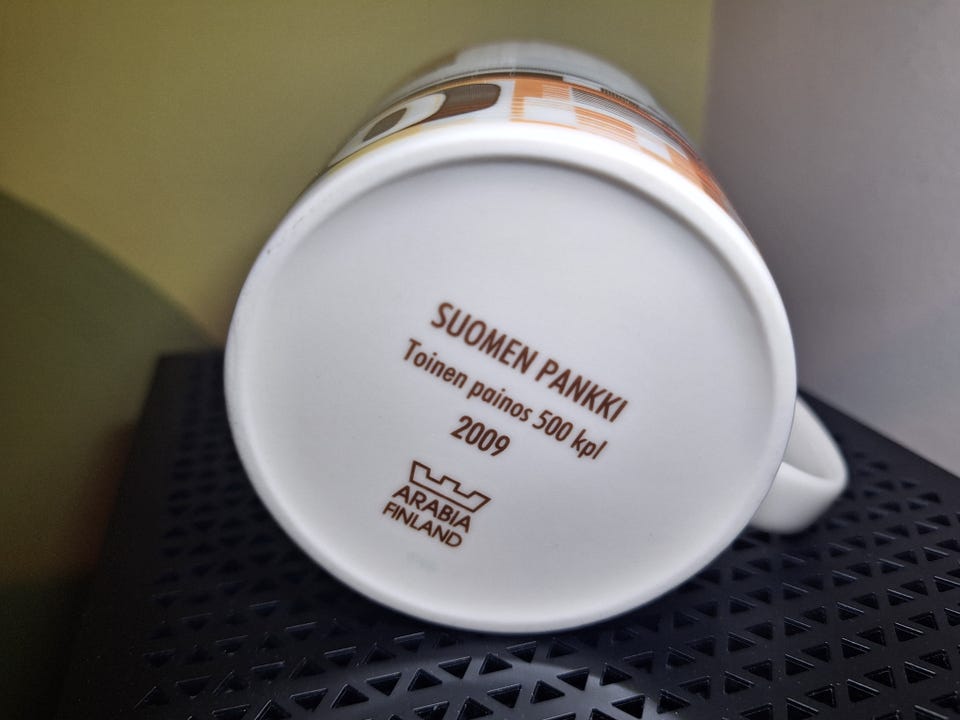 SUOMEN PANKKI
Toinen painos 500 kpl
2009
ARABIA
FINLAND